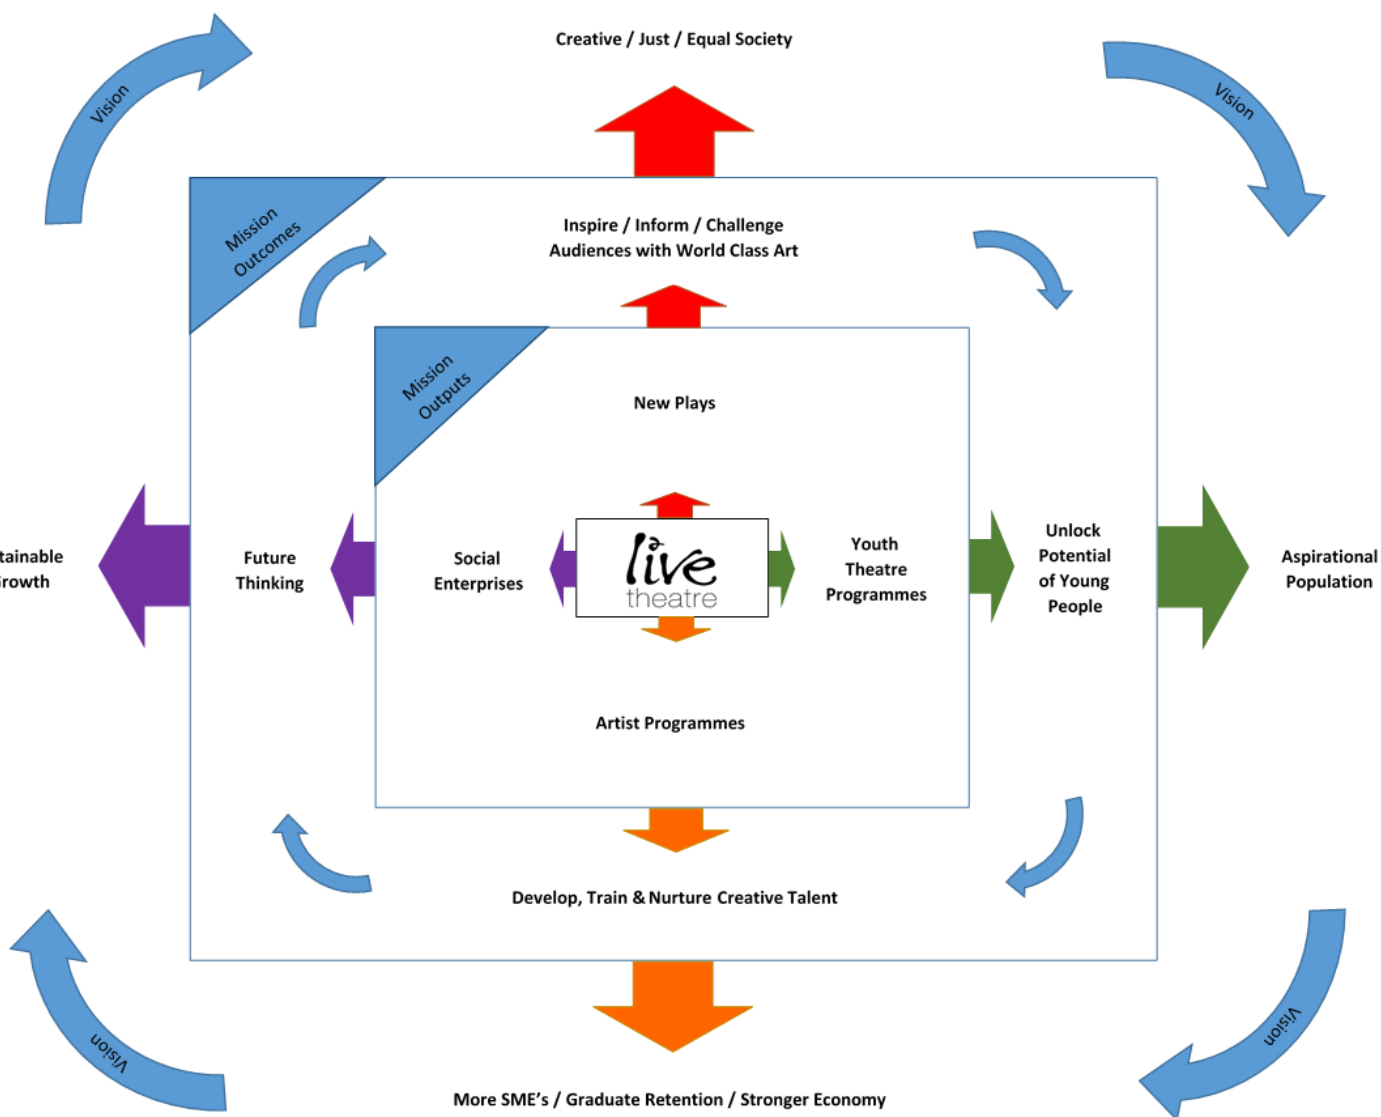 Creative / Just / Equal Society
Vision
Vision
Mission
Outcomes
Inspire / Inform / Challenge
Audiences with World Class Art
Mission
Outputs
New Plays
tainable
rowth
Future
Thinking
Social
Enterprises
live
theatre
Youth
Theatre
Programmes
Unlock
Potential
of Young
People
Aspirational
Population
Artist Programmes
Develop, Train & Nurture Creative Talent
Vision
Vision
More SME's / Graduate Retention / Stronger Economy